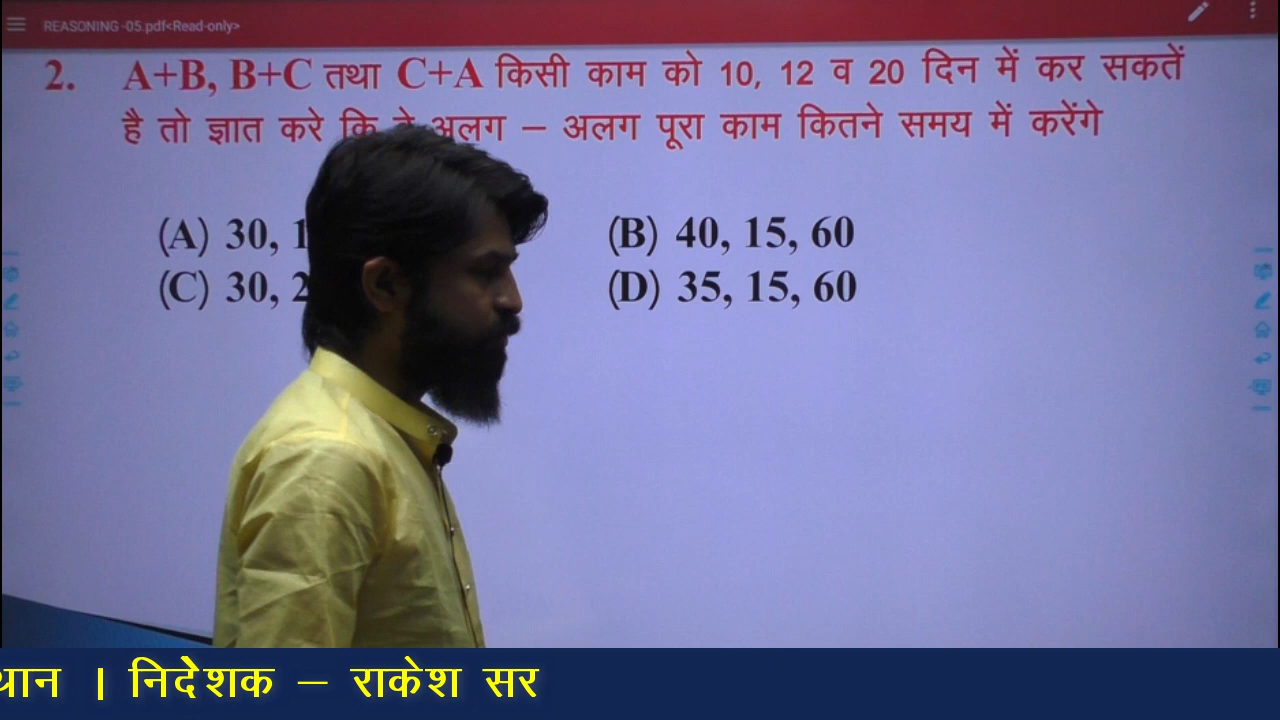 REASONING -05.pdf<Read-only>
2. A+B, B+C तथा C+A किसी काम को 10, 12 व 20 दिन में कर सकतें
है तो ज्ञात करे कि अलग – अलग पूरा काम कितने समय में करेंगे
(A) 30, (B) 40, 15, 60
(C) 30, (D) 35, 15, 60
। निदेशक – राकेश सर